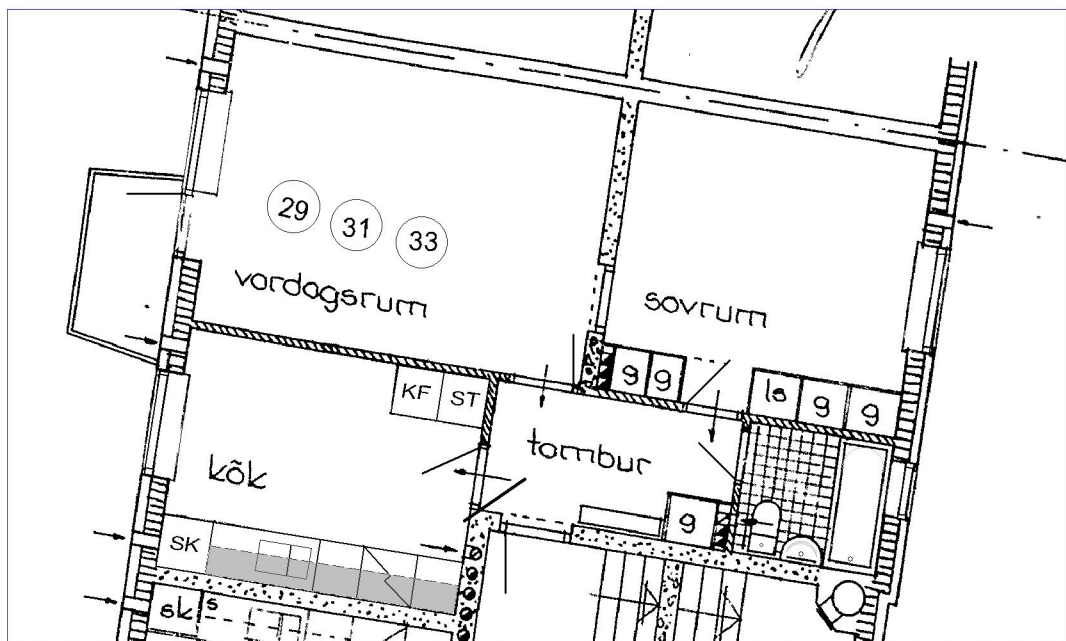 29 31 33
vardagsrum
sovrum
g g
ls g g
KF ST
tambur
kök
g
SK
sk s